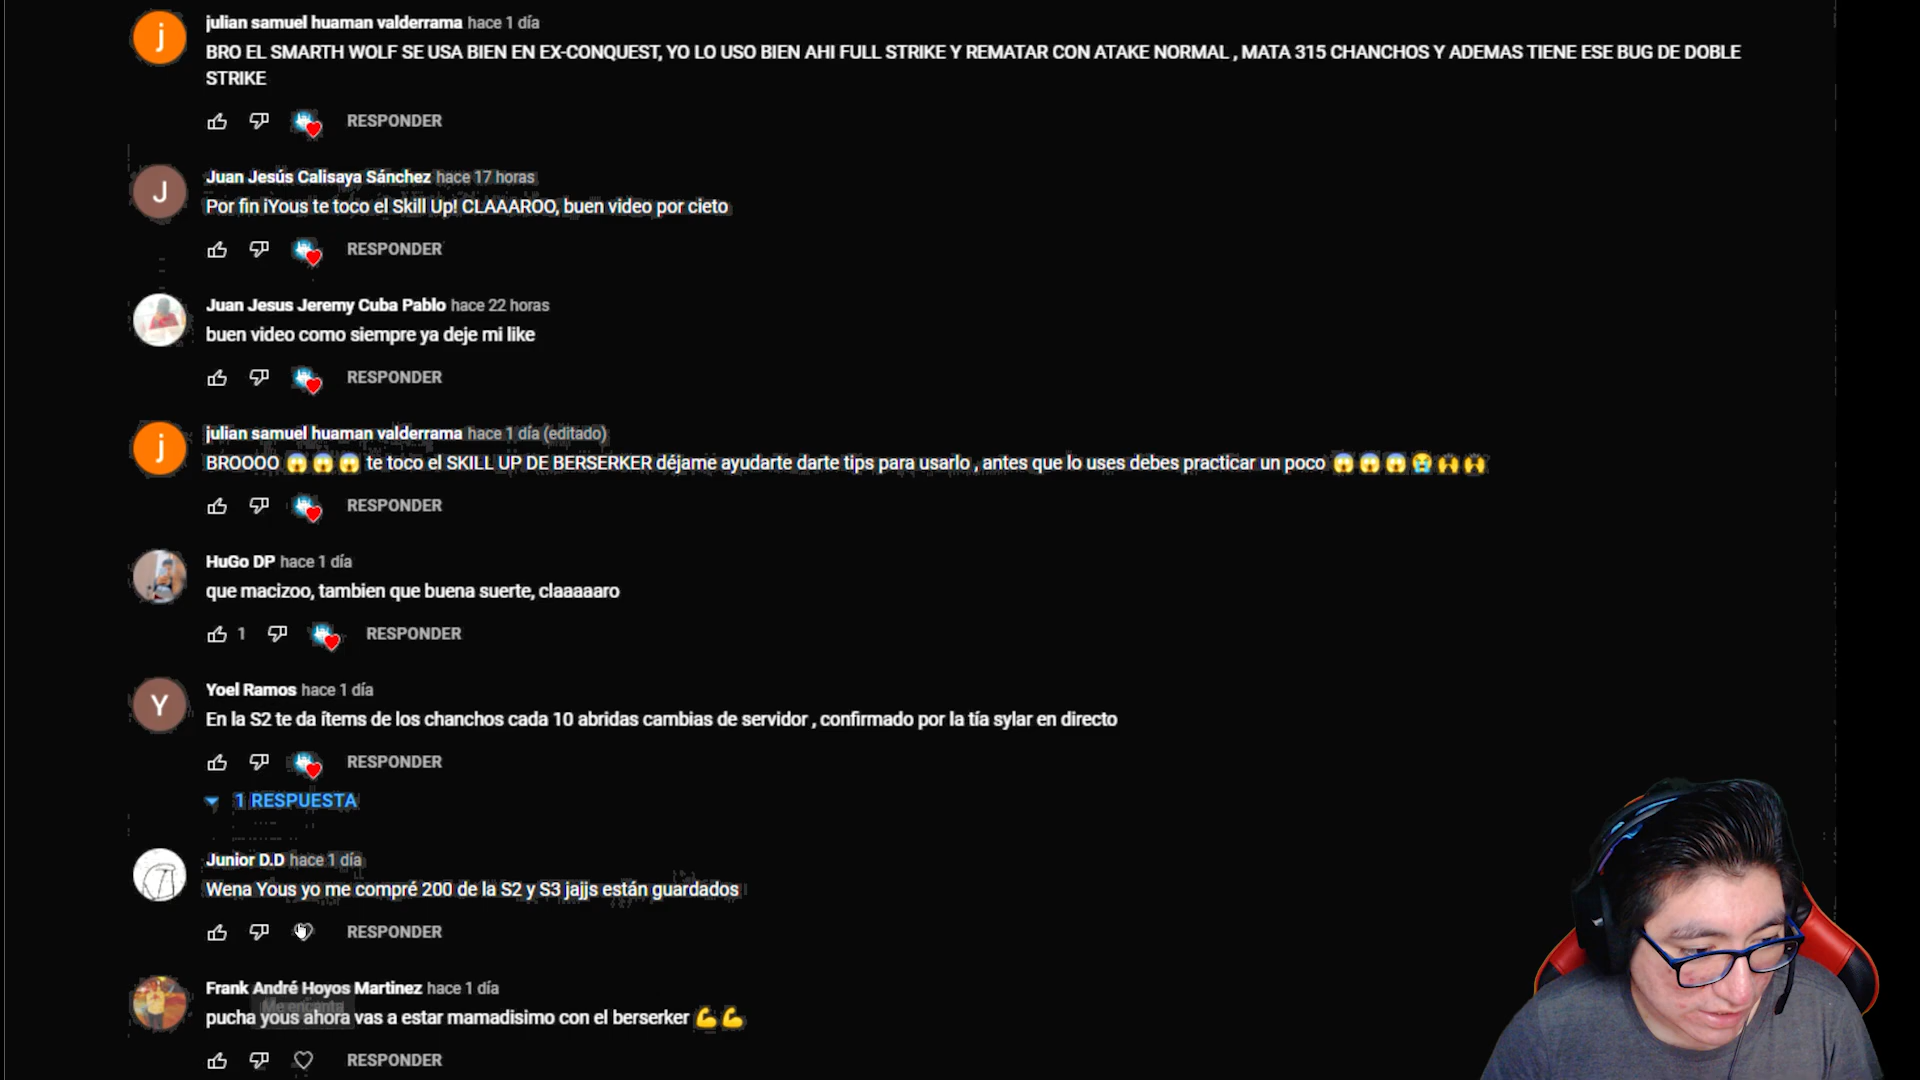 j
julian samuel huaman valderrama hace 1 día
BRO EL SMARTH WOLF SE USA BIEN EN EX-CONQUEST, YO LO USO BIEN AHI FULL STRIKE Y REMATAR CON ATAKE NORMAL , MATA 315 CHANCHOS Y ADEMAS TIENE ESE BUG DE DOBLE
STRIKE
RESPONDER
J
Juan Jesús Calisaya Sánchez hace 17 horas
Por fin iYous te toco el Skill Up! CLAAAROO, buen video por cieto
RESPONDER
Juan Jesus Jeremy Cuba Pablo hace 22 horas
buen video como siempre ya deje mi like
RESPONDER
j
julian samuel huaman valderrama hace 1 día (editado)
BROOOO 😱😱😱 te toco el SKILL UP DE BERSERKER déjame ayudarte darte tips para usarlo , antes que lo uses debes practicar un poco 😱😱😱😭🙌🙌
RESPONDER
HuGo DP hace 1 día
que macizoo, tambien que buena suerte, claaaaaro
1 RESPONDER
Y
Yoel Ramos hace 1 día
En la S2 te da ítems de los chanchos cada 10 abridas cambias de servidor , confirmado por la tía sylar en directo
RESPONDER
1 RESPUESTA
Junior D.D hace 1 día
Wena Yous yo me compré 200 de la S2 y S3 jajjs están guardados
RESPONDER
Frank André Hoyos Martinez hace 1 día
Me encanta
pucha yous ahora vas a estar mamadisimo con el berserker 💪💪
RESPONDER